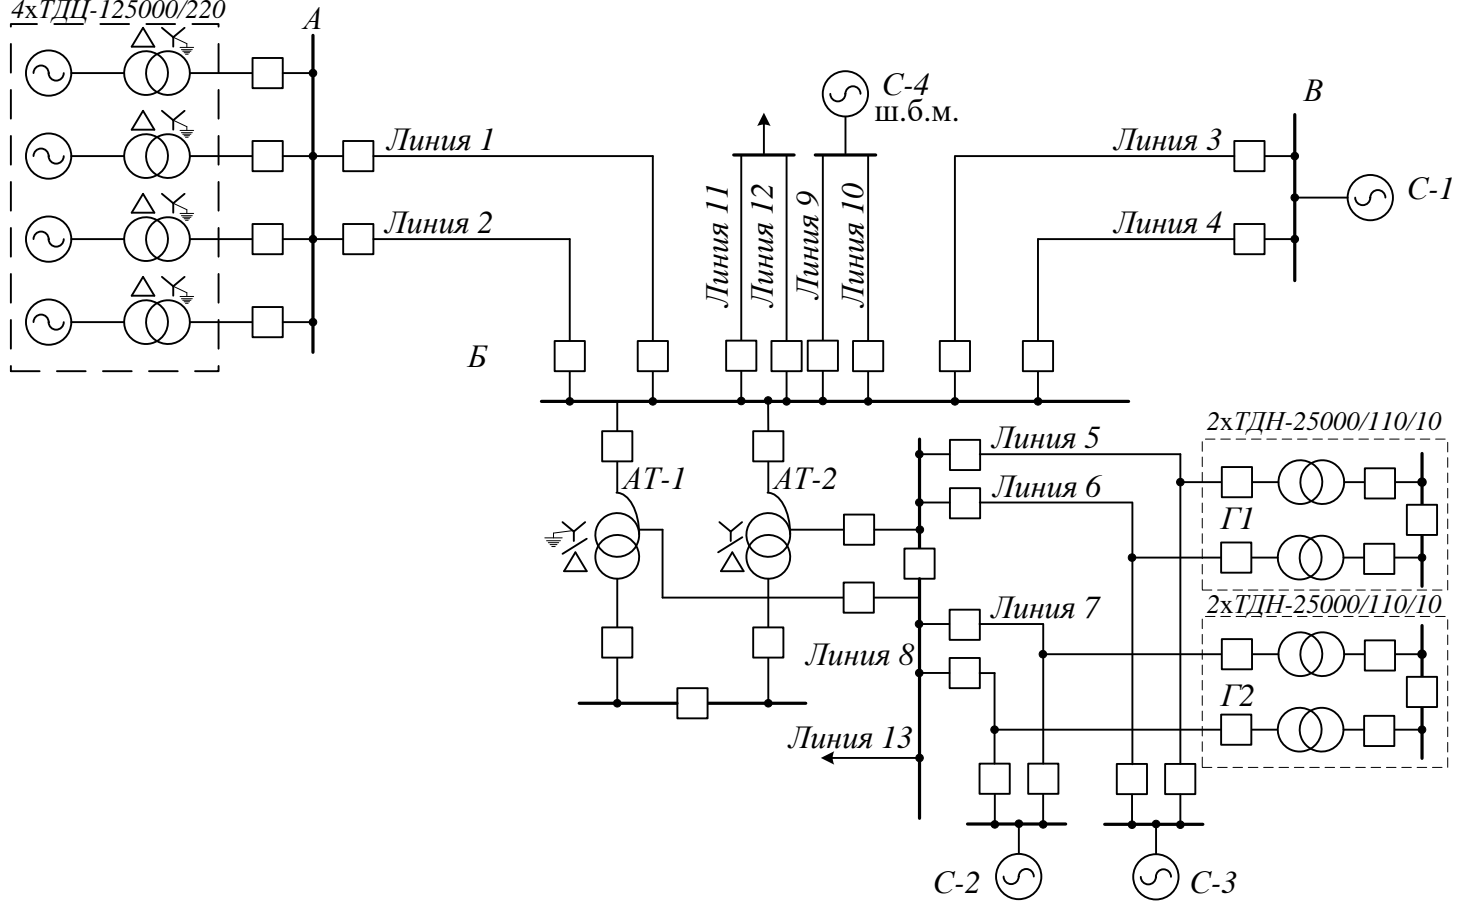 4хТДЦ-125000/220
А
С-4
ш.б.м.
В
Линия 1
Линия 3
С-1
Линия 2
Линия 11
Линия 12
Линия 9
Линия 10
Линия 4
Б
2хТДН-25000/110/10
Линия 5
АТ-1
АТ-2
Линия 6
Г1
2хТДН-25000/110/10
Линия 7
Линия 8
Г2
Линия 13
С-2
С-3